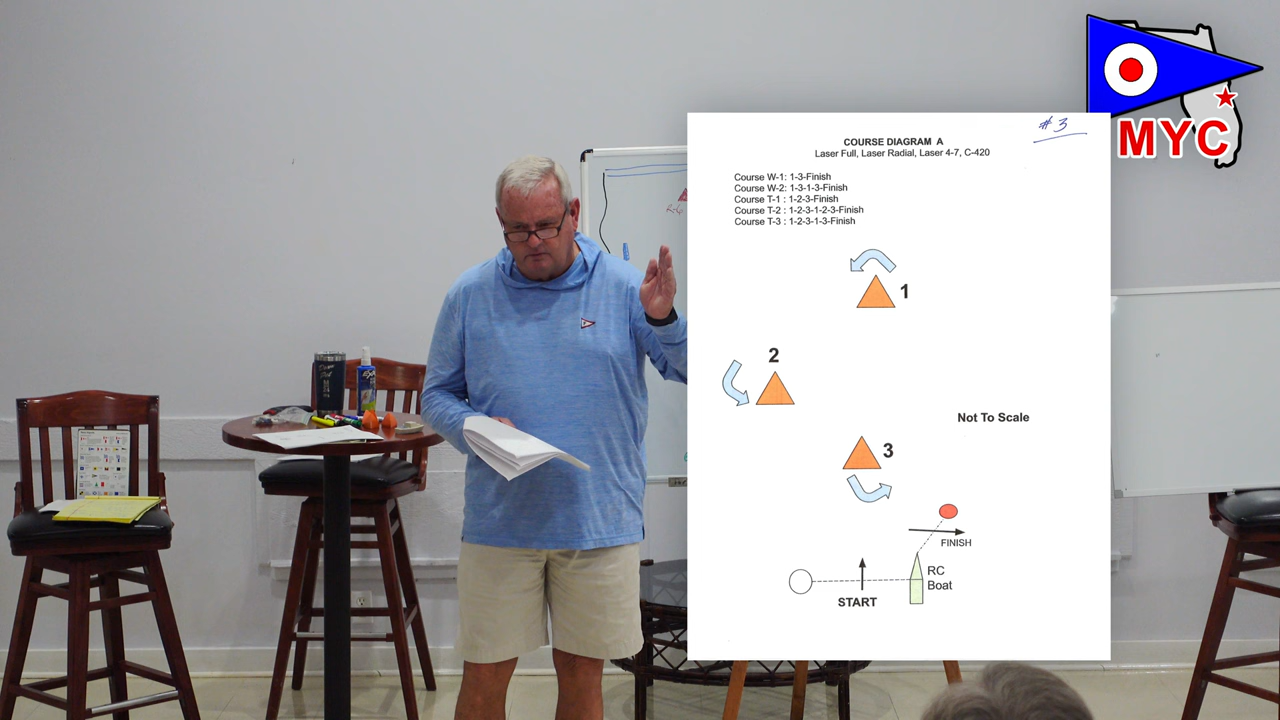 MYC
# 3
COURSE DIAGRAM A
Laser Full, Laser Radial, Laser 4-7, C-420
Course W-1: 1-3-Finish
Course W-2: 1-3-1-3-Finish
Course T-1 : 1-2-3-Finish
Course T-2 : 1-2-3-1-2-3-Finish
Course T-3 : 1-2-3-1-3-Finish
1
2
Not To Scale
3
FINISH
RC
Boat
START